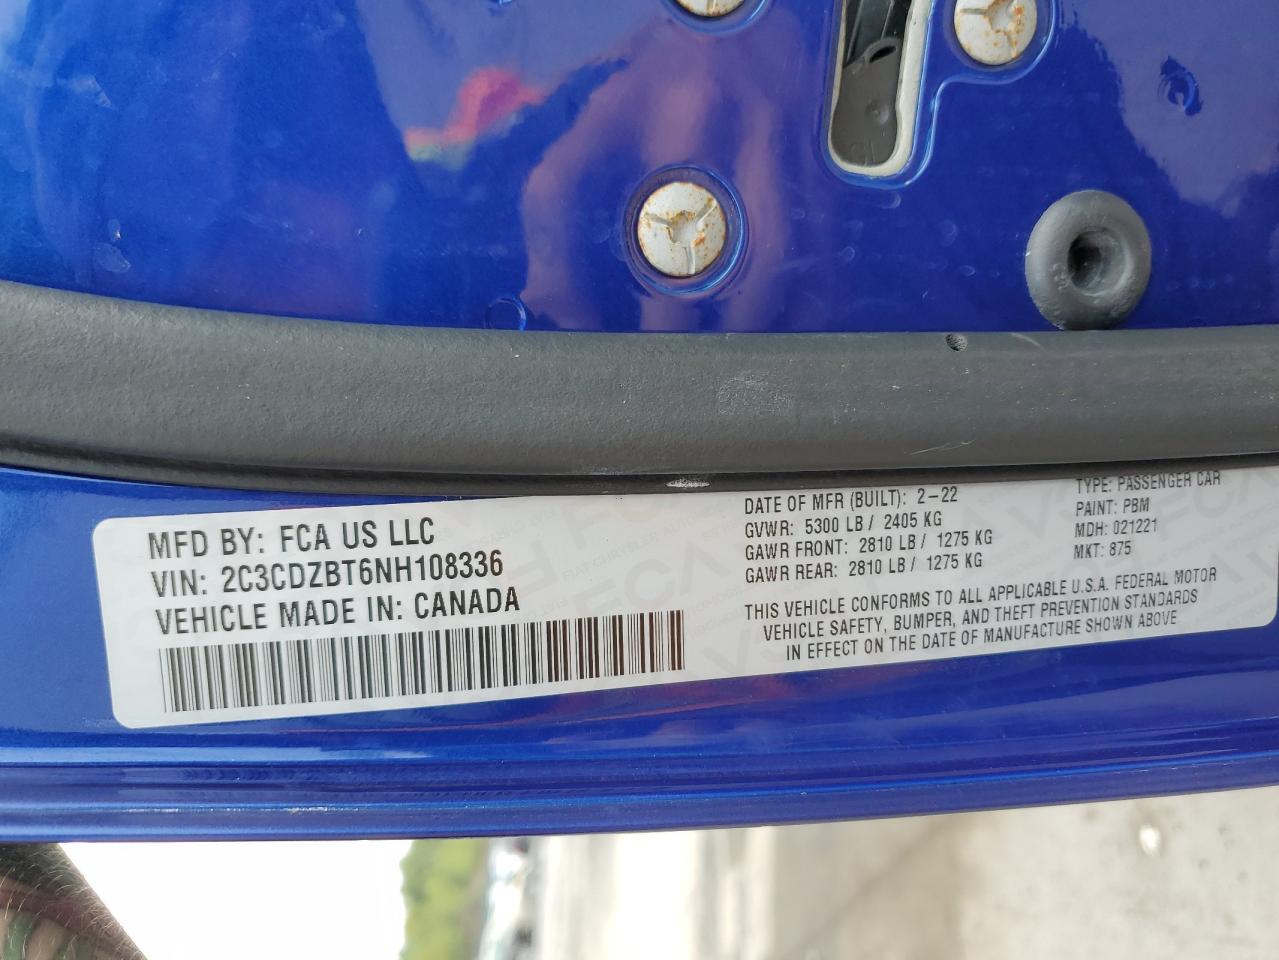 MFD BY: FCA US LLC
VIN: 2C3CDZBT6NH108336
VEHICLE MADE IN: CANADA
DATE OF MFR (BUILT): 2-22
GVWR: 5300 LB / 2405 KG
GAWR FRONT: 2810 LB / 1275 KG
GAWR REAR: 2810 LB / 1275 KG
TYPE: PASSENGER CAR
PAINT: PBM
MDH: 021221
MKT: 875
THIS VEHICLE CONFORMS TO ALL APPLICABLE U.S.A. FEDERAL MOTOR
VEHICLE SAFETY, BUMPER, AND THEFT PREVENTION STANDARDS
IN EFFECT ON THE DATE OF MANUFACTURE SHOWN ABOVE